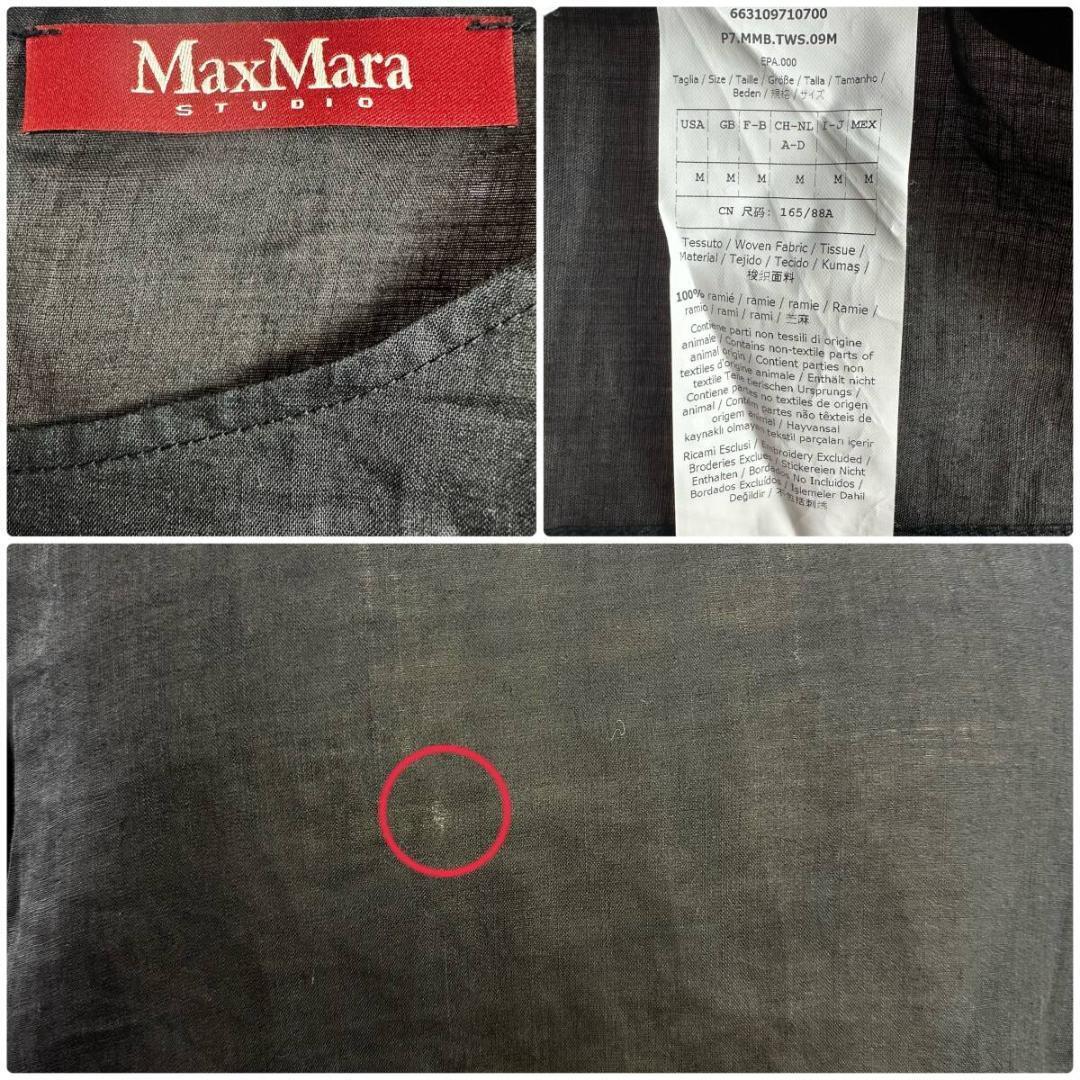 MaxMara
STUDIO
663109710700
P7.MMB.TWS.09M
EPA.000
Taglia / Size / Taille / Größe / Talla / Tamanho /
Beden / 规格 / サイズ
USA GB F-B CH-NL I-J MEX
A-D
M M M M M M
CN 尺码: 165/88A
Tessuto / Woven Fabric / Tissue /
Material / Tejido / Tecido / Kumaş /
梭织面料
100% ramié / ramie / ramie / Ramie /
ramio / rami / rami / 苎麻
Contiene parti non tessili di origine
animale / Contains non-textile parts of
animal origin / Contient parties non
textiles d'origine animale / Enthält nicht
textile Teile tierischen Ursprungs /
Contiene partes no textiles de origen
animal / Contém partes não têxteis de
origem animal / Hayvansal
kaynaklı olmayan tekstil parçaları içerir
Ricami Esclusi / Embroidery Excluded /
Broderies Exclues / Stickereien Nicht
Enthalten / Bordados No Incluidos /
Bordados Excluídos / İşlemeler Dahil
Değildir / 不包括刺绣